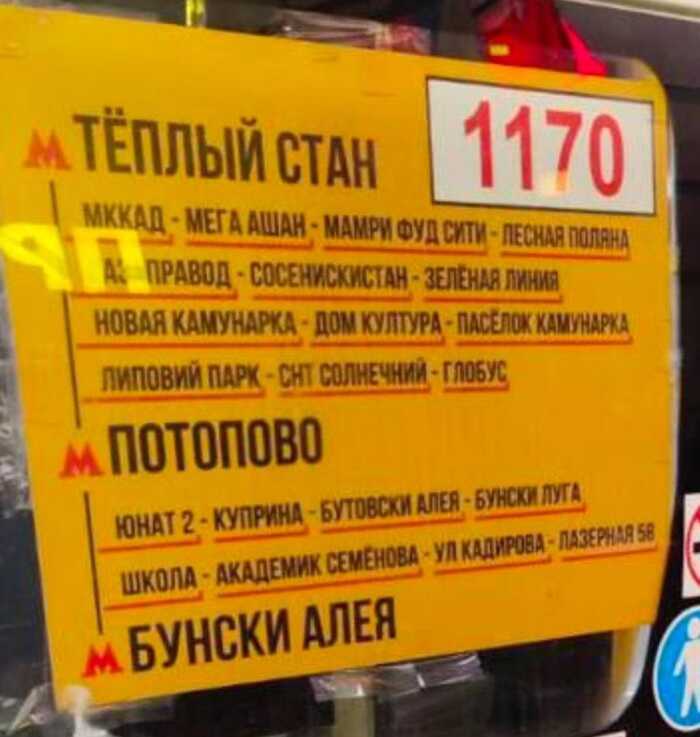 М ТЁПЛЫЙ СТАН
1170
МККАД - МЕГА АШАН - МАМРИ ФУД СИТИ - ЛЕСНАЯ ПОЛЯНА
АЗ-ПРАВОД - СОСЕНИСКИСТАН - ЗЕЛЁНАЯ ЛИНИЯ
НОВАЯ КАМУНАРКА - ДОМ КУЛТУРА - ПАСЁЛОК КАМУНАРКА
ЛИПОВИЙ ПАРК - СНТ СОЛНЕЧНИЙ - ГЛОБУС
М ПОТОПОВО
ЮНАТ 2 - КУПРИНА - БУТОВСКИ АЛЕЯ - БУНСКИ ЛУГА
ШКОЛА - АКАДЕМИК СЕМЁНОВА - УЛ КАДИРОВА - ЛАЗЕРНАЯ 5В
М БУНСКИ АЛЕЯ